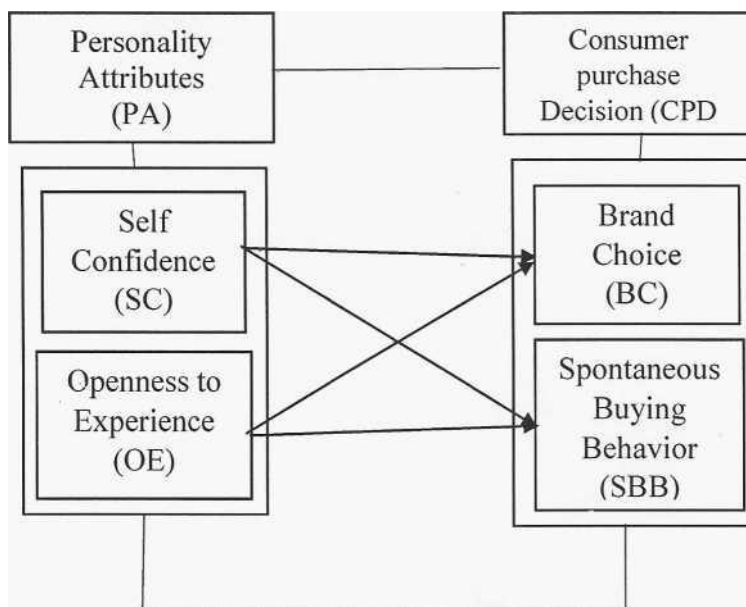 Personality
Attributes
(PA)
Consumer
purchase
Decision (CPD
Self
Confidence
(SC)
Brand
Choice
(BC)
Openness to
Experience
(OE)
Spontaneous
Buying
Behavior
(SBB)